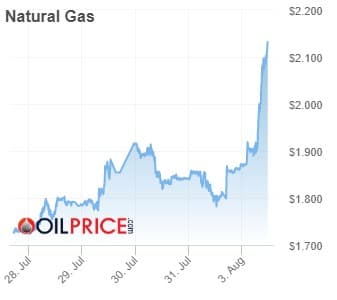 Natural Gas
$2.200
$2.100
$2.000
$1.900
$1.800
$1.700
OILPRICE.com
28. Jul
29. Jul
30. Jul
31. Jul
3. Aug